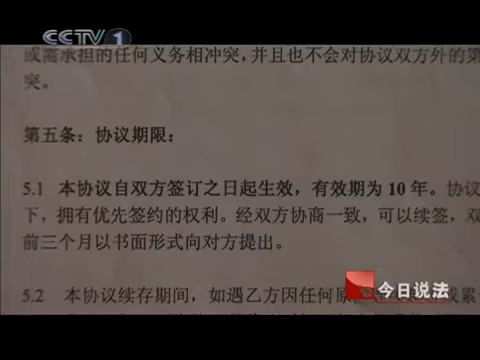 CCTV 1
或需承担的任何义务相冲突，并且也不会对协议双方外的第
突。
第五条：协议期限：
5.1 本协议自双方签订之日起生效，有效期为 10 年。协议
下，拥有优先签约的权利。经双方协商一致，可以续签，双
前三个月以书面形式向对方提出。
5.2 本协议续存期间，如遇乙方因任何原
或累
今日说法